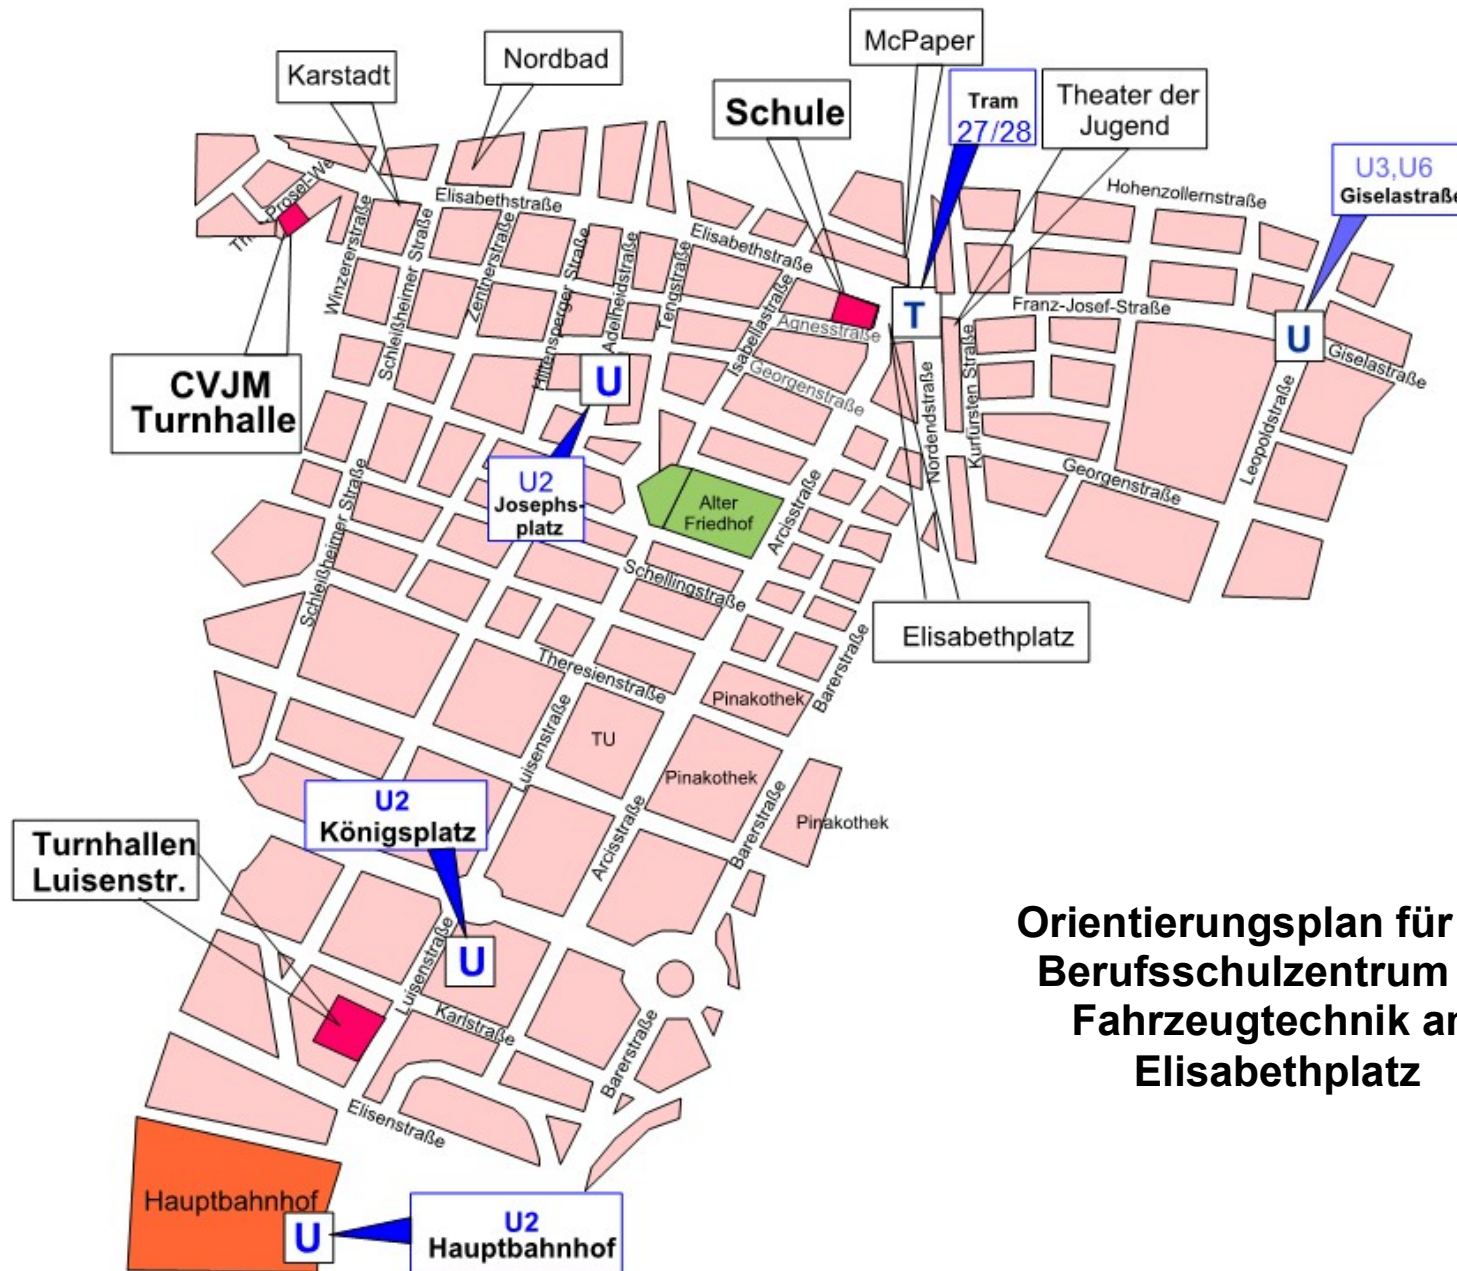 McPaper
Nordbad
Karstadt
Schule
Tram
27/28
Theater der
Jugend
U3,U6
Giselastraße
Hohenzollernstraße
Elisabethstraße
Elisabethstraße
Winzererstraße
Schleißheimer Straße
Zentnerstraße
Hiltensperger Straße
Adelheidstraße
Tengstraße
Isabellastraße
Agnesstraße
T
Franz-Josef-Straße
U
Giselastraße
CVJM
Turnhalle
U
Georgenstraße
Nordendstraße
Kurfürsten Straße
Leopoldstraße
Georgenstraße
U2
Josephs-
platz
Alter
Friedhof
Arcisstraße
Schleißheimer Straße
Schellingstraße
Elisabethplatz
Theresienstraße
Barerstraße
Pinakothek
TU
Luisenstraße
Pinakothek
Pinakothek
U2
Königsplatz
Arcisstraße
Barerstraße
Turnhallen
Luisenstr.
Luisenstraße
U
Karlstraße
Barerstraße
Elisenstraße
Hauptbahnhof
U
U2
Hauptbahnhof
Orientierungsplan für
Berufsschulzentrum
Fahrzeugtechnik
Elisabethplatz